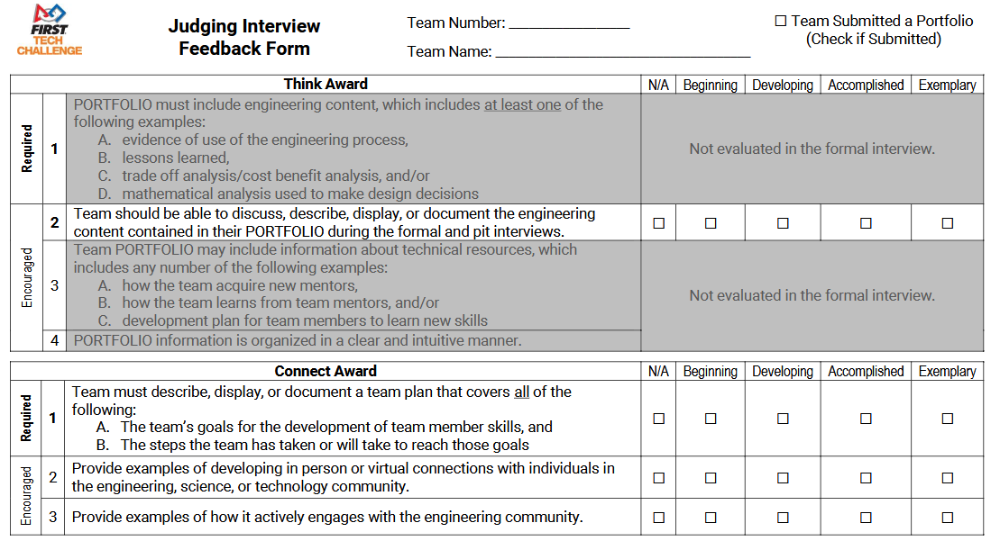 FIRST
TECH
CHALLENGE
Judging Interview
Feedback Form
Team Number: _______________
Team Name: ________________________________
☐ Team Submitted a Portfolio
(Check if Submitted)
Think Award
N/A
Beginning
Developing
Accomplished
Exemplary
Required
1
PORTFOLIO must include engineering content, which includes at least one of the
following examples:
A. evidence of use of the engineering process,
B. lessons learned,
C. trade off analysis/cost benefit analysis, and/or
D. mathematical analysis used to make design decisions
Not evaluated in the formal interview.
Encouraged
2
Team should be able to discuss, describe, display, or document the engineering
content contained in their PORTFOLIO during the formal and pit interviews.
☐ ☐ ☐ ☐ ☐
3
Team PORTFOLIO may include information about technical resources, which
includes any number of the following examples:
A. how the team acquire new mentors,
B. how the team learns from team mentors, and/or
C. development plan for team members to learn new skills
Not evaluated in the formal interview.
4
PORTFOLIO information is organized in a clear and intuitive manner.
Connect Award
N/A
Beginning
Developing
Accomplished
Exemplary
Required
1
Team must describe, display, or document a team plan that covers all of the
following:
A. The team's goals for the development of team member skills, and
B. The steps the team has taken or will take to reach those goals
☐ ☐ ☐ ☐ ☐
Encouraged
2
Provide examples of developing in person or virtual connections with individuals in
the engineering, science, or technology community.
☐ ☐ ☐ ☐ ☐
3
Provide examples of how it actively engages with the engineering community.
☐ ☐ ☐ ☐ ☐